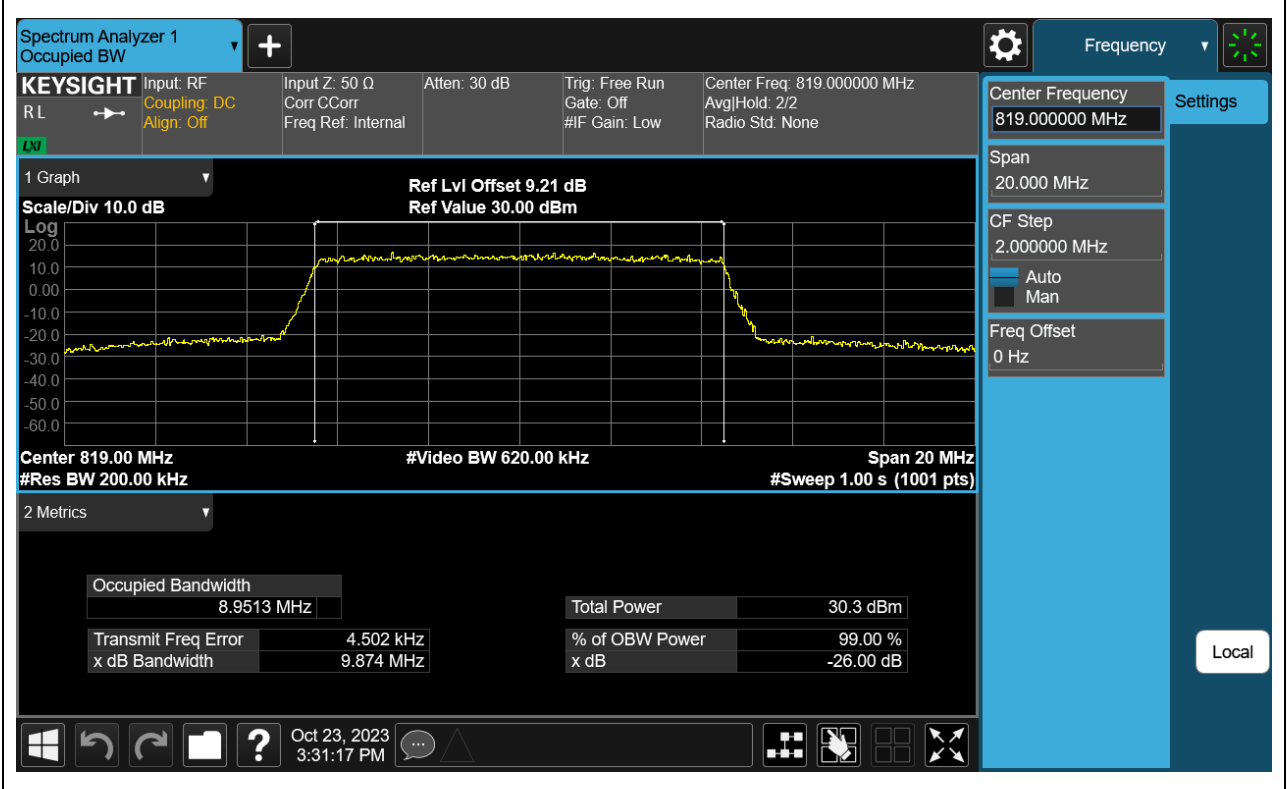 Spectrum Analyzer 1
Occupied BW
Frequency
KEYSIGHT
R L
LXI
Input: RF
Coupling: DC
Align: Off
Input Z: 50 Ω
Corr CCorr
Freq Ref: Internal
Atten: 30 dB
Trig: Free Run
Gate: Off
#IF Gain: Low
Center Freq: 819.000000 MHz
Avg|Hold: 2/2
Radio Std: None
Center Frequency
819.000000 MHz
Settings
Span
20.000 MHz
CF Step
2.000000 MHz
Auto
Man
Freq Offset
0 Hz
1 Graph
Scale/Div 10.0 dB
Ref Lvl Offset 9.21 dB
Ref Value 30.00 dBm
Log
20.0
10.0
0.00
-10.0
-20.0
-30.0
-40.0
-50.0
-60.0
Center 819.00 MHz
#Video BW 620.00 kHz
Span 20 MHz
#Res BW 200.00 kHz
#Sweep 1.00 s (1001 pts)
2 Metrics
Occupied Bandwidth
8.9513 MHz
Total Power 30.3 dBm
Transmit Freq Error 4.502 kHz
% of OBW Power 99.00 %
x dB Bandwidth 9.874 MHz
x dB -26.00 dB
Local
?
Oct 23, 2023
3:31:17 PM